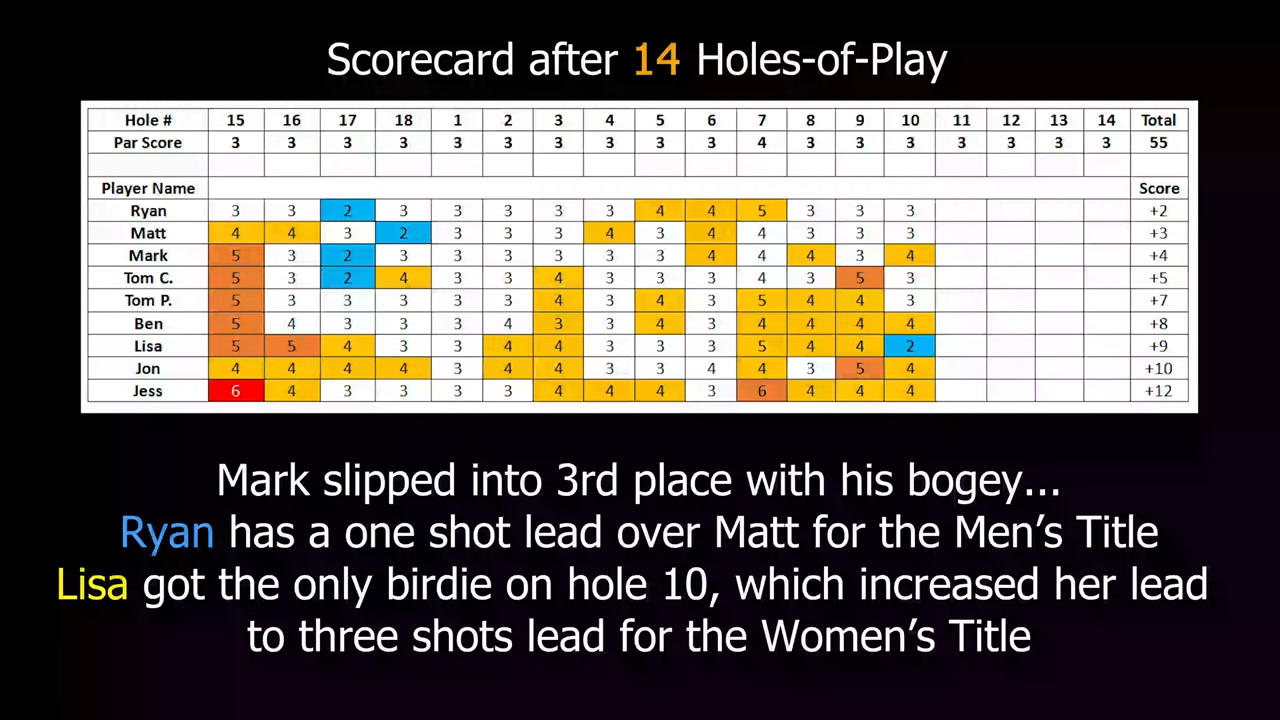 Scorecard after 14 Holes-of-Play
Hole # 15 16 17 18 1 2 3 4 5 6 7 8 9 10 11 12 13 14 Total
Par Score 3 3 3 3 3 3 3 3 3 3 4 3 3 3 3 3 3 3 55
Player Name Score
Ryan 3 3 2 3 3 3 3 3 4 4 5 3 3 3 +2
Matt 4 4 3 2 3 3 3 4 3 4 4 3 3 3 +3
Mark 5 3 2 3 3 3 3 3 3 4 4 4 3 4 +4
Tom C. 5 3 2 4 3 3 4 3 3 3 4 3 5 3 +5
Tom P. 5 3 3 3 3 3 4 3 4 3 5 4 4 3 +7
Ben 5 4 3 3 3 4 3 3 4 3 4 4 4 4 +8
Lisa 5 5 4 3 3 4 4 3 3 3 5 4 4 2 +9
Jon 4 4 4 4 3 4 4 3 3 4 4 3 5 4 +10
Jess 6 4 3 3 3 3 4 4 4 3 6 4 4 4 +12
Mark slipped into 3rd place with his bogey...
Ryan has a one shot lead over Matt for the Men’s Title
Lisa got the only birdie on hole 10, which increased her lead
to three shots lead for the Women’s Title